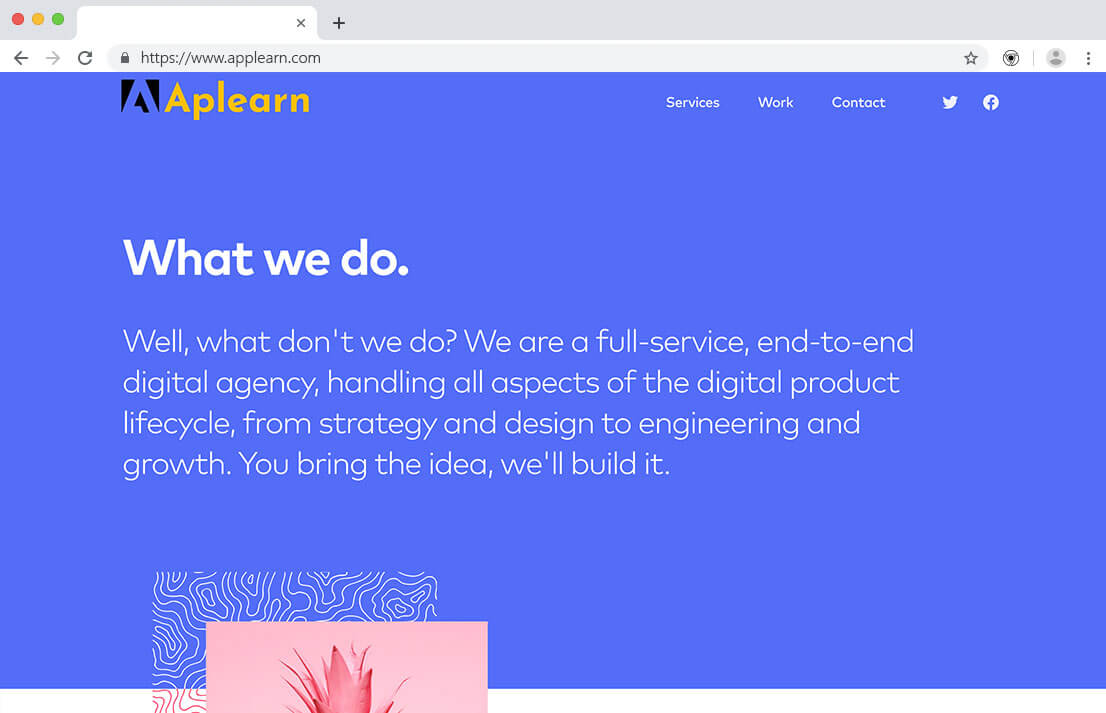 https://www.applearn.com
Aplearn
Services Work Contact
What we do.
Well, what don't we do? We are a full-service, end-to-end
digital agency, handling all aspects of the digital product
lifecycle, from strategy and design to engineering and
growth. You bring the idea, we'll build it.